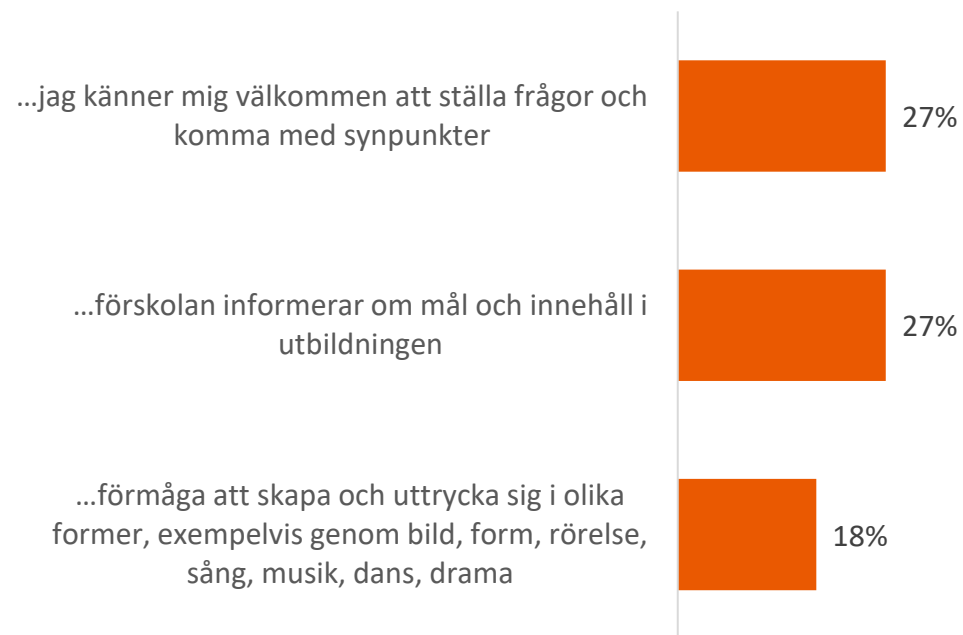 …jag känner mig välkommen att ställa frågor och
komma med synpunkter
27%
…förskolan informerar om mål och innehåll i
utbildningen
27%
…förmåga att skapa och uttrycka sig i olika
former, exempelvis genom bild, form, rörelse,
sång, musik, dans, drama
18%